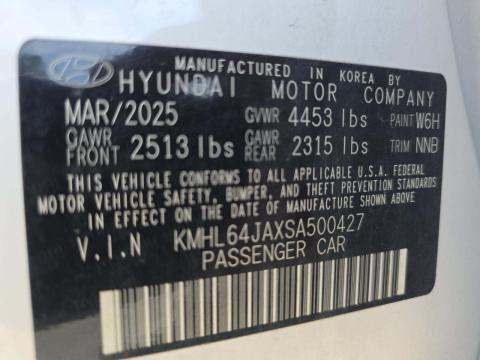 MANUFACTURED IN KOREA BY
HYUNDAI MOTOR COMPANY
MAR/2025 GVWR 4453 lbs PAINT W6H
GAWR FRONT 2513 lbs GAWR REAR 2315 lbs TRIM NNB
THIS VEHICLE CONFORMS TO ALL APPLICABLE U.S.A. FEDERAL
MOTOR VEHICLE SAFETY, BUMPER, AND THEFT PREVENTION STANDARDS
IN EFFECT ON THE DATE OF MANUFACTURE SHOWN ABOVE.
V.I.N KMHL64JAXSA500427
PASSENGER CAR